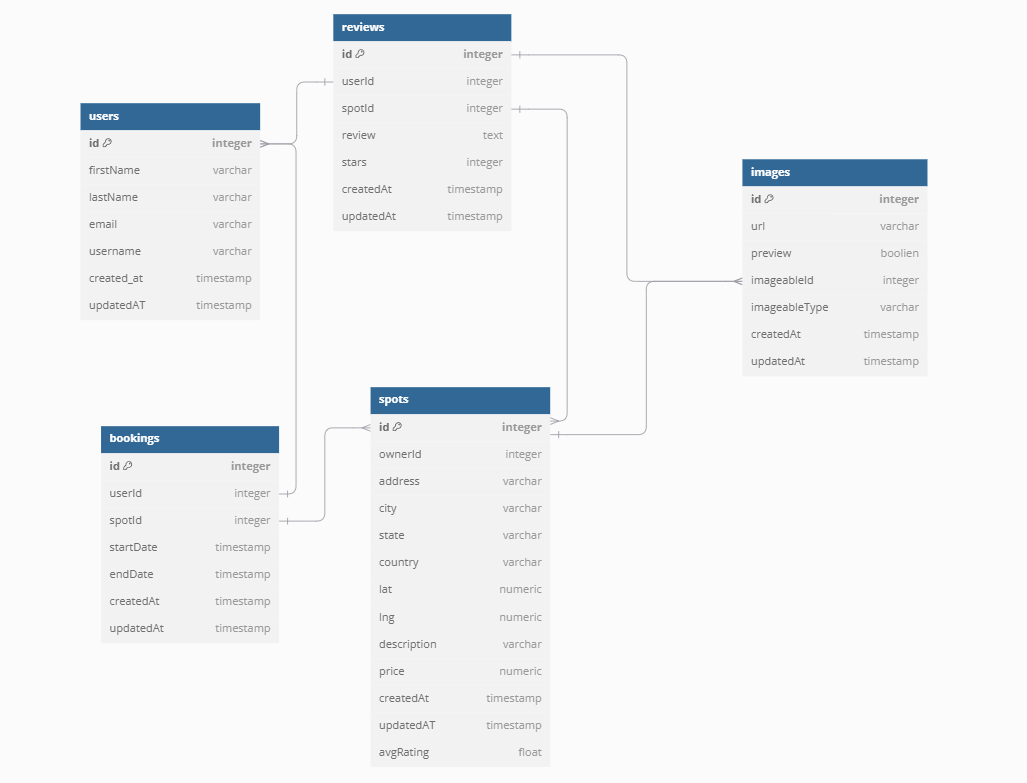 reviews
id integer
userId integer
spotId integer
review text
stars integer
createdAt timestamp
updatedAt timestamp
users
id integer
firstName varchar
lastName varchar
email varchar
username varchar
created_at timestamp
updatedAT timestamp
images
id integer
url varchar
preview boolien
imageableId integer
imageableType varchar
createdAt timestamp
updatedAt timestamp
spots
id integer
ownerId integer
address varchar
city varchar
state varchar
country varchar
lat numeric
lng numeric
description varchar
price numeric
createdAt timestamp
updatedAT timestamp
avgRating float
bookings
id integer
userId integer
spotId integer
startDate timestamp
endDate timestamp
createdAt timestamp
updatedAt timestamp